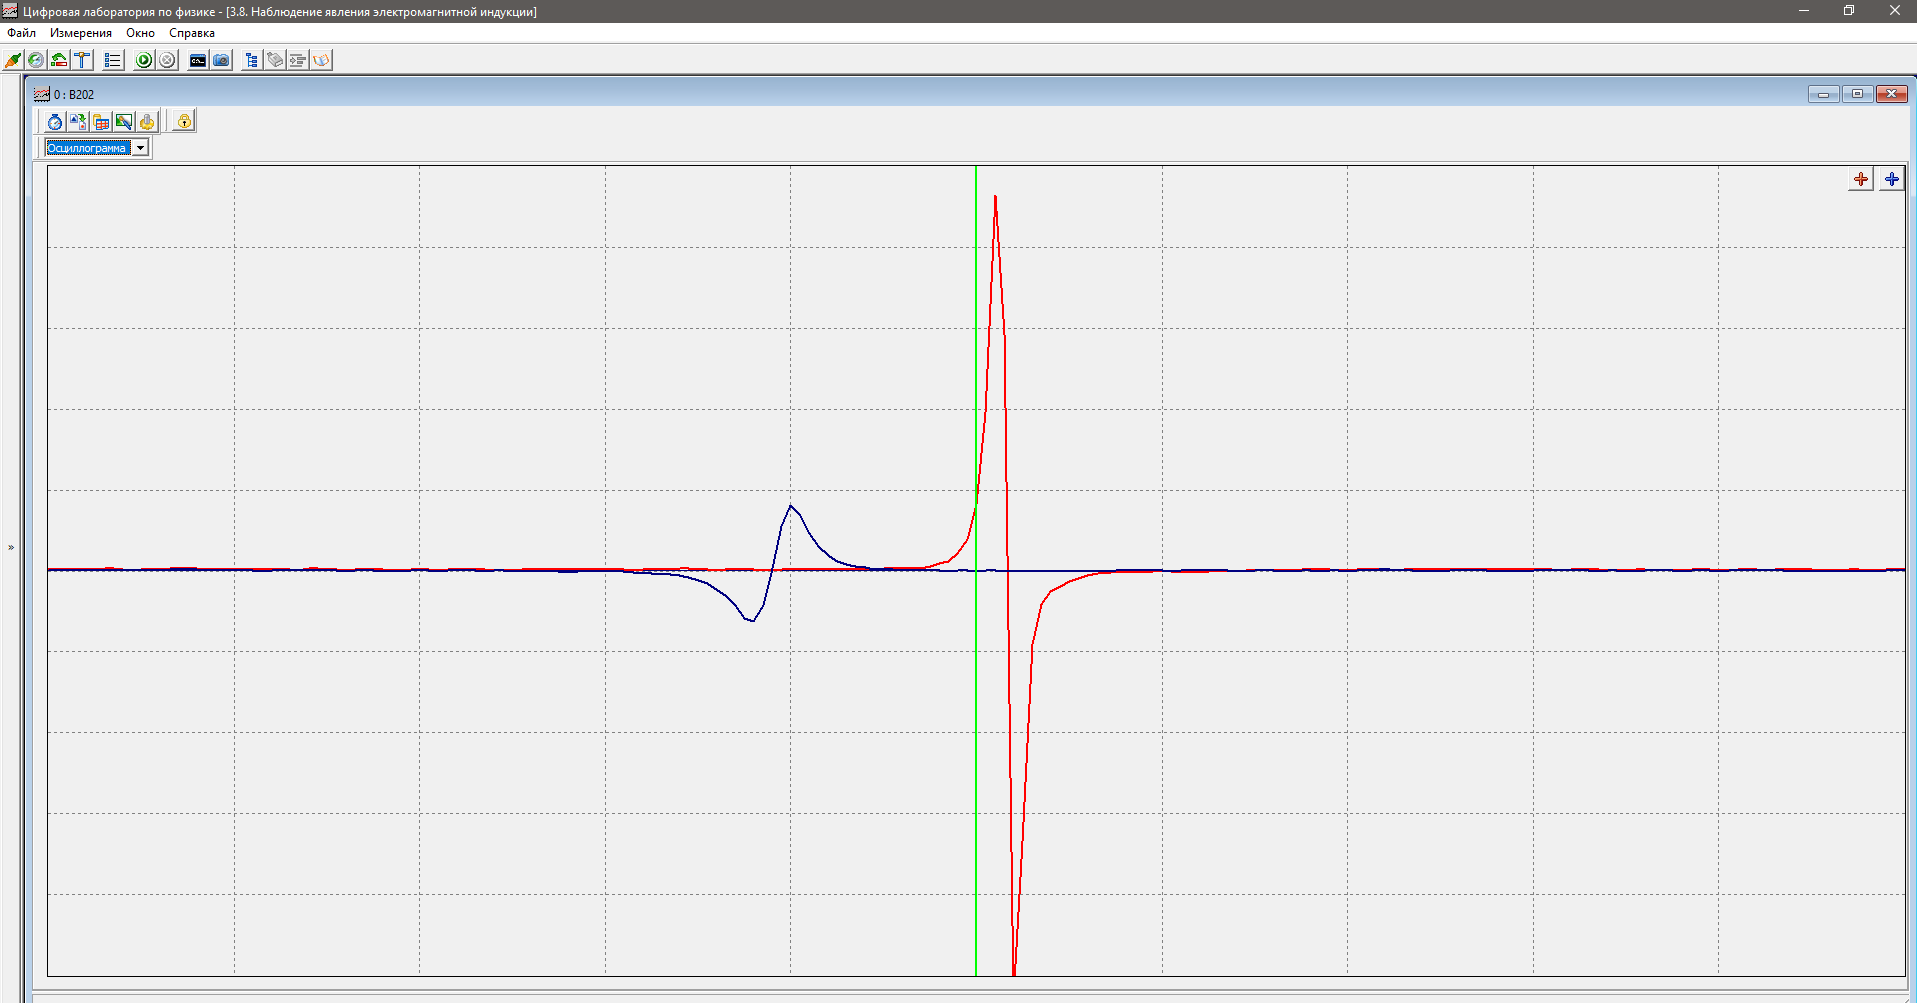 Цифровая лаборатория по физике - [3.8. Наблюдение явления электромагнитной индукции]
Файл Измерения Окно Справка
0 : B202
Осциллограмма
»